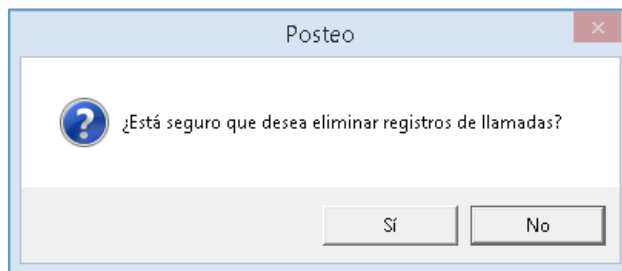 Posteo
¿Está seguro que desea eliminar registros de llamadas?
Sí
No